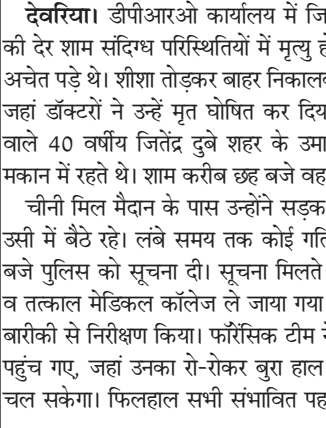 देवरिया। डीपीआरओ कार्यालय में जि
की देर शाम संदिग्ध परिस्थितियों में मृत्यु ह
अचेत पड़े थे। शीशा तोड़कर बाहर निकाल
जहां डॉक्टरों ने उन्हें मृत घोषित कर दिय
वाले 40 वर्षीय जितेंद्र दुबे शहर के उमा
मकान में रहते थे। शाम करीब छह बजे वह
चीनी मिल मैदान के पास उन्होंने सड़क
उसी में बैठे रहे। लंबे समय तक कोई गति
बजे पुलिस को सूचना दी। सूचना मिलते
व तत्काल मेडिकल कॉलेज ले जाया गया
बारीकी से निरीक्षण किया। फॉरेंसिक टीम ने
पहुंच गए, जहां उनका रो-रोकर बुरा हाल
चल सकेगा। फिलहाल सभी संभावित पह